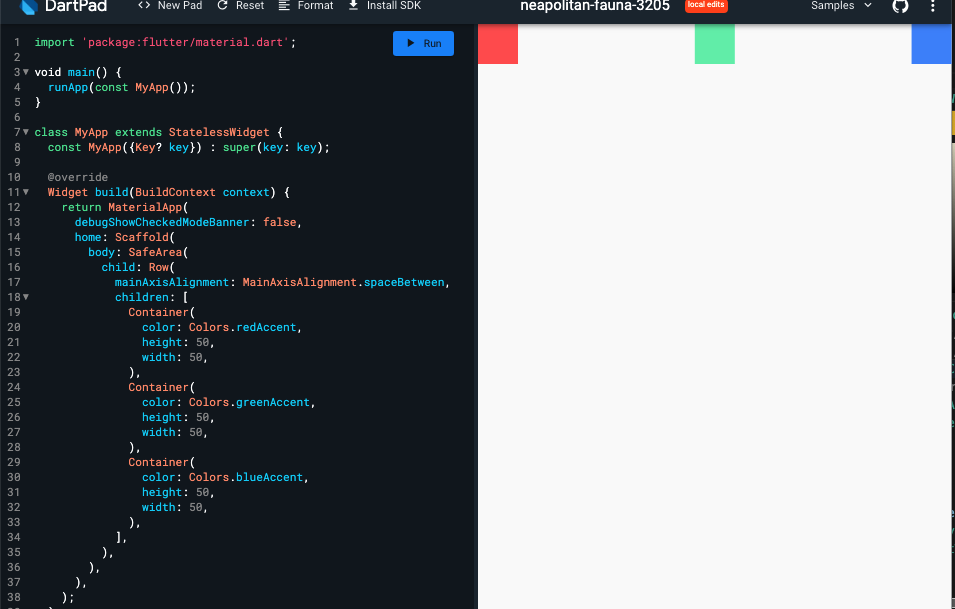 DartPad <> New Pad Reset Format Install SDK neapolitan-fauna-3205 local edits Samples
Run
1 import 'package:flutter/material.dart';
2
3 void main() {
4 runApp(const MyApp());
5 }
6
7 class MyApp extends StatelessWidget {
8 const MyApp({Key? key}) : super(key: key);
9
10 @override
11 Widget build(BuildContext context) {
12 return MaterialApp(
13 debugShowCheckedModeBanner: false,
14 home: Scaffold(
15 body: SafeArea(
16 child: Row(
17 mainAxisAlignment: MainAxisAlignment.spaceBetween,
18 children: [
19 Container(
20 color: Colors.redAccent,
21 height: 50,
22 width: 50,
23 ),
24 Container(
25 color: Colors.greenAccent,
26 height: 50,
27 width: 50,
28 ),
29 Container(
30 color: Colors.blueAccent,
31 height: 50,
32 width: 50,
33 ),
34 ],
35 ),
36 ),
37 ),
38 );